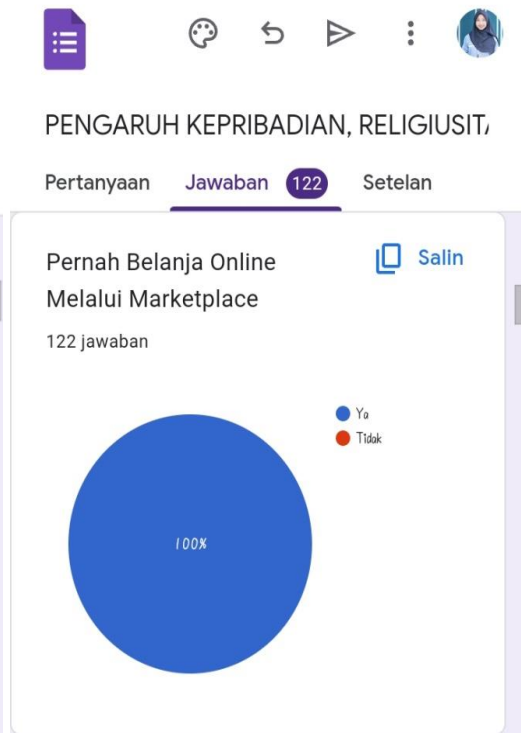 PENGARUH KEPRIBADIAN, RELIGIUSIT
Pertanyaan Jawaban 122 Setelan
Pernah Belanja Online
Melalui Marketplace
Salin
122 jawaban
Ya
Tidak
100%